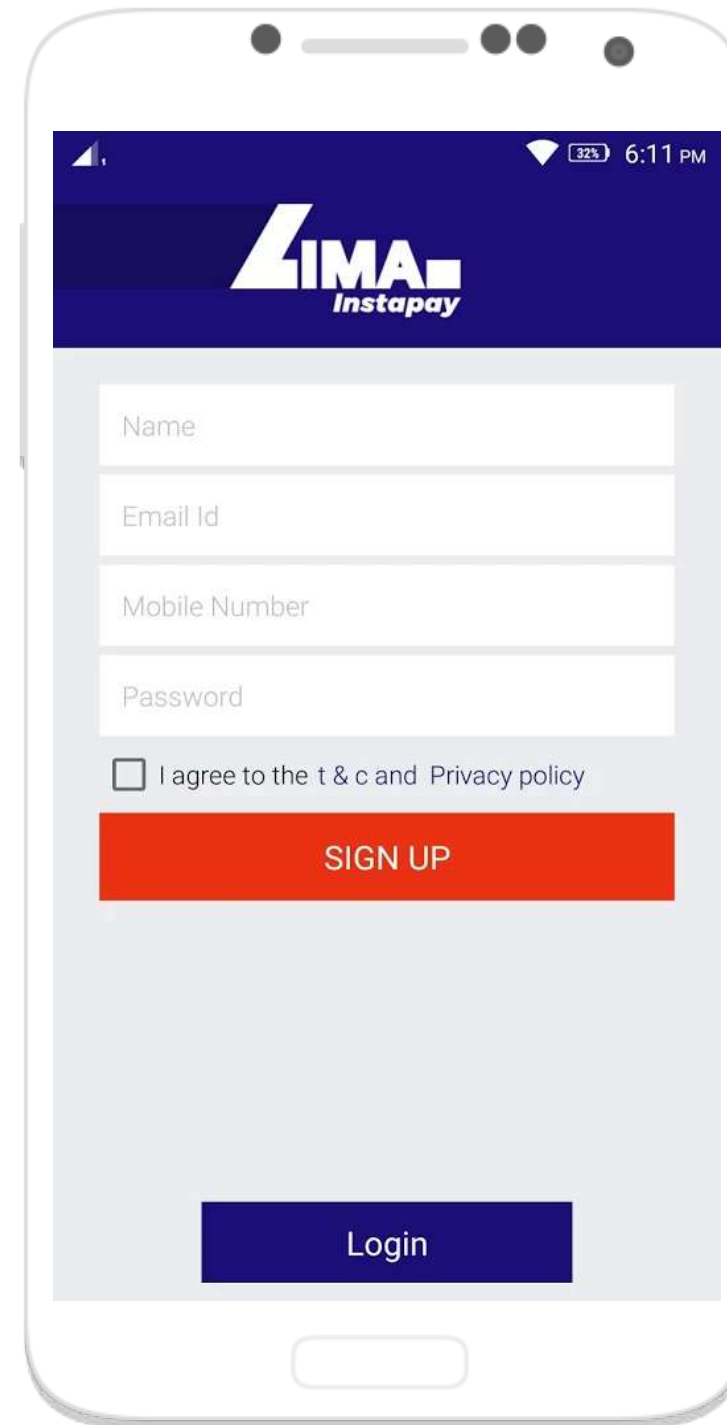 1
32% 6:11 PM
LIMA
Instapay
Name
Email Id
Mobile Number
Password
I agree to the t & c and Privacy policy
SIGN UP
Login